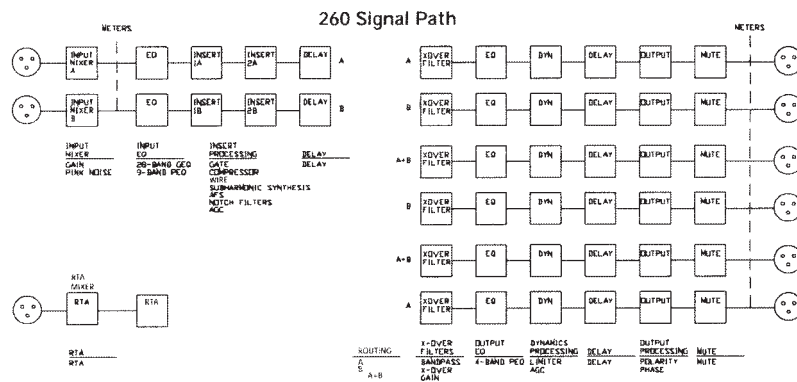 260 Signal Path
METERS
INPUT MIXER A EQ INSERT 1A INSERT 2A DELAY A
INPUT MIXER B EQ INSERT 1B INSERT 2B DELAY B
INPUT MIXER
GAIN
PINK NOISE
INPUT EQ
28-BAND GEQ
9-BAND PEQ
INSERT PROCESSING
GATE
COMPRESSOR
WIRE
SUBHARMONIC SYNTHESIS
AFS
NOTCH FILTERS
AGC
DELAY
DELAY
RTA MIXER
RTA RTA
RTA
RTA
METERS
A XOVER FILTER EQ DYN DELAY OUTPUT MUTE
B XOVER FILTER EQ DYN DELAY OUTPUT MUTE
A+B XOVER FILTER EQ DYN DELAY OUTPUT MUTE
B XOVER FILTER EQ DYN DELAY OUTPUT MUTE
A+B XOVER FILTER EQ DYN DELAY OUTPUT MUTE
A XOVER FILTER EQ DYN DELAY OUTPUT MUTE
ROUTING
A
B
A+B
X-OVER FILTERS
BANDPASS
X-OVER
GAIN
OUTPUT EQ
4-BAND PEQ
DYNAMICS PROCESSING
LIMITER
AGC
DELAY
DELAY
OUTPUT PROCESSING
POLARITY
PHASE
MUTE
MUTE